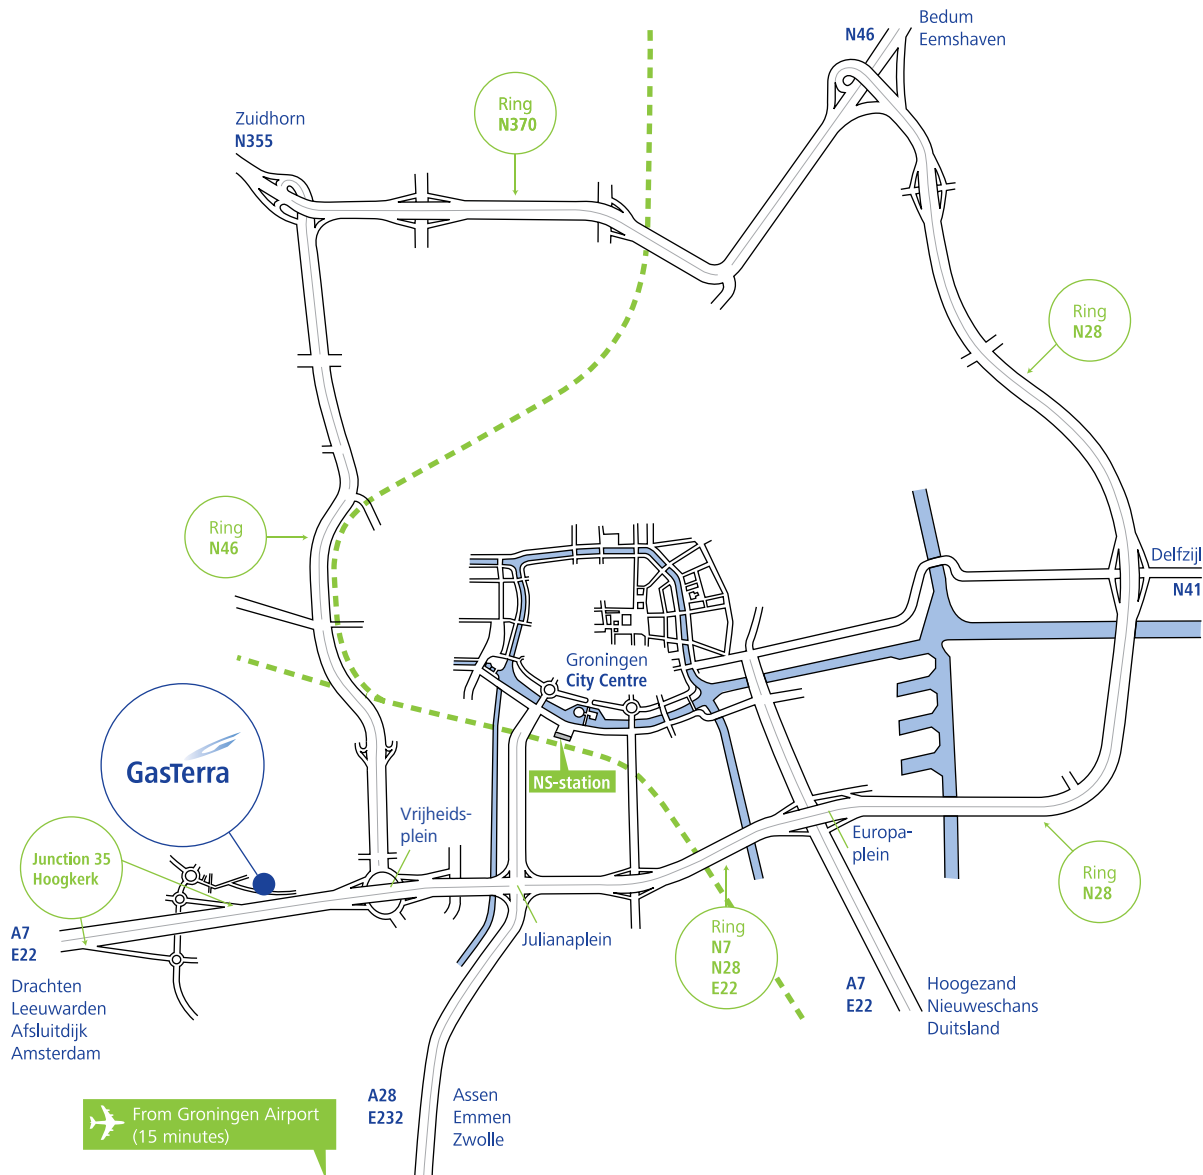 Bedum
Eemshaven
N46
Ring
N370
Zuidhorn
N355
Ring
N28
Ring
N46
Delfzijl
N41
Groningen
City Centre
GasTerra
NS-station
Vrijheids-
plein
Europa-
plein
Junction 35
Hoogkerk
Ring
N28
A7
E22
Julianaplein
Ring
N7
N28
E22
Drachten
Leeuwarden
Afsluitdijk
Amsterdam
A7
E22
Hoogezand
Nieuweschans
Duitsland
A28
E232
Assen
Emmen
Zwolle
From Groningen Airport
(15 minutes)